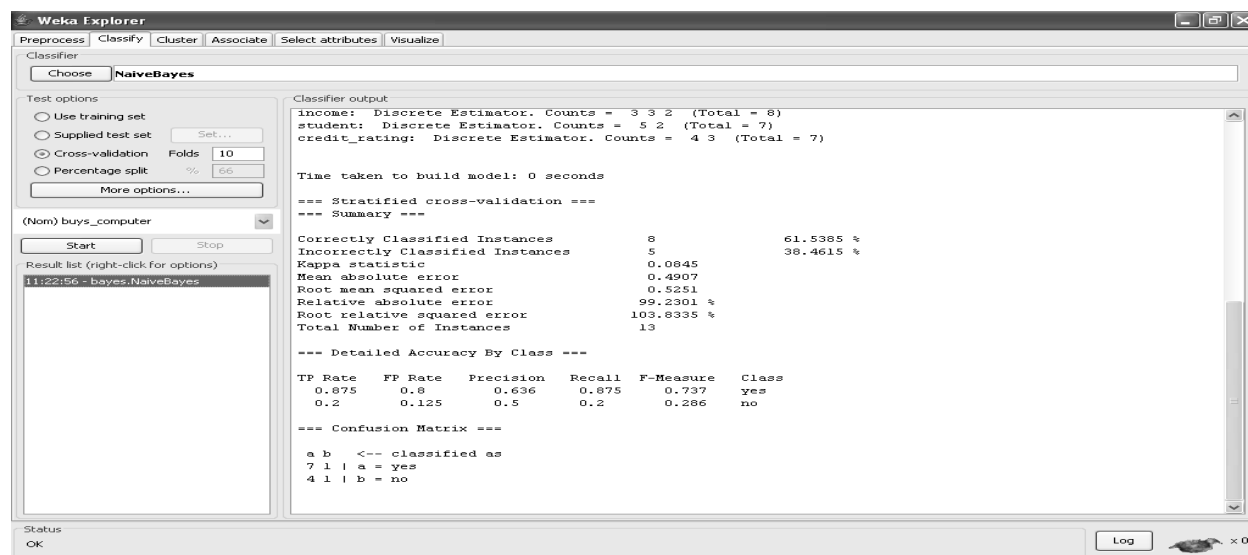 Weka Explorer
Preprocess Classify Cluster Associate Select attributes Visualize
Classifier
Choose NaiveBayes
Test options
Use training set
Supplied test set Set...
Cross-validation Folds 10
Percentage split % 66
More options...
(Nom) buys_computer
Start Stop
Result list (right-click for options)
11:22:56 - bayes.NaiveBayes
Classifier output
income: Discrete Estimator. Counts = 3 3 2 (Total = 8)
student: Discrete Estimator. Counts = 5 2 (Total = 7)
credit_rating: Discrete Estimator. Counts = 4 3 (Total = 7)
Time taken to build model: 0 seconds
=== Stratified cross-validation ===
=== Summary ===
Correctly Classified Instances 8 61.5385 %
Incorrectly Classified Instances 5 38.4615 %
Kappa statistic 0.0845
Mean absolute error 0.4907
Root mean squared error 0.5251
Relative absolute error 99.2301 %
Root relative squared error 103.8335 %
Total Number of Instances 13
=== Detailed Accuracy By Class ===
TP Rate FP Rate Precision Recall F-Measure Class
0.875 0.8 0.636 0.875 0.737 yes
0.2 0.125 0.5 0.2 0.286 no
=== Confusion Matrix ===
a b <-- classified as
7 1 | a = yes
4 1 | b = no
Status
OK
Log x 0